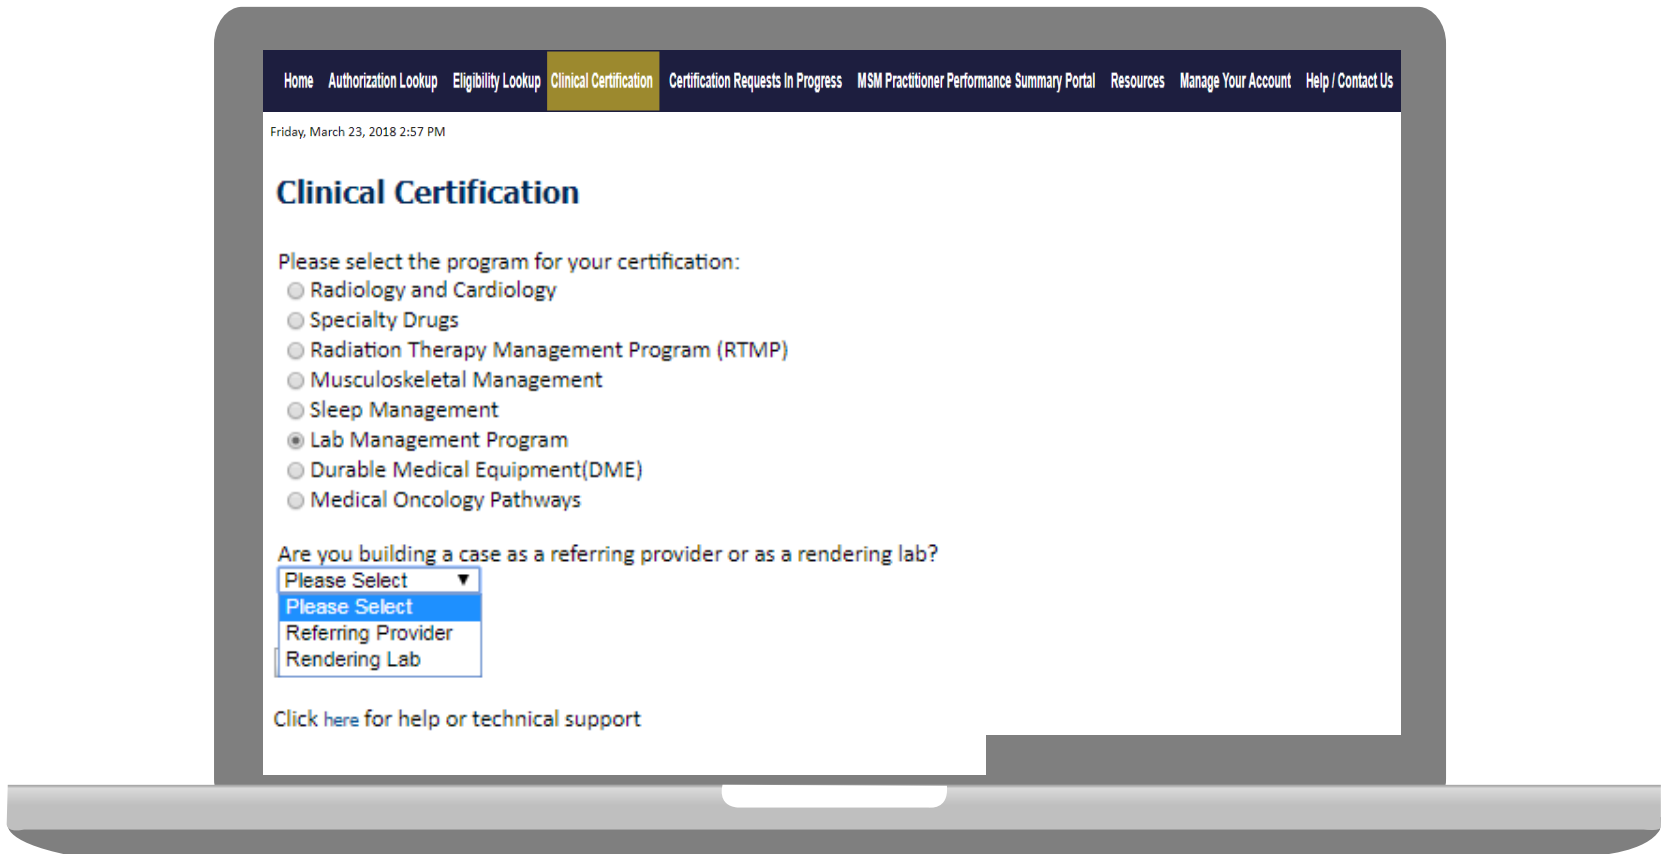 Home Authorization Lookup Eligibility Lookup Clinical Certification Certification Requests In Progress MSM Practitioner Performance Summary Portal Resources Manage Your Account Help / Contact Us
Friday, March 23, 2018 2:57 PM
Clinical Certification
Please select the program for your certification:
Radiology and Cardiology
Specialty Drugs
Radiation Therapy Management Program (RTMP)
Musculoskeletal Management
Sleep Management
Lab Management Program
Durable Medical Equipment(DME)
Medical Oncology Pathways
Are you building a case as a referring provider or as a rendering lab?
Please Select
Please Select
Referring Provider
Rendering Lab
Click here for help or technical support